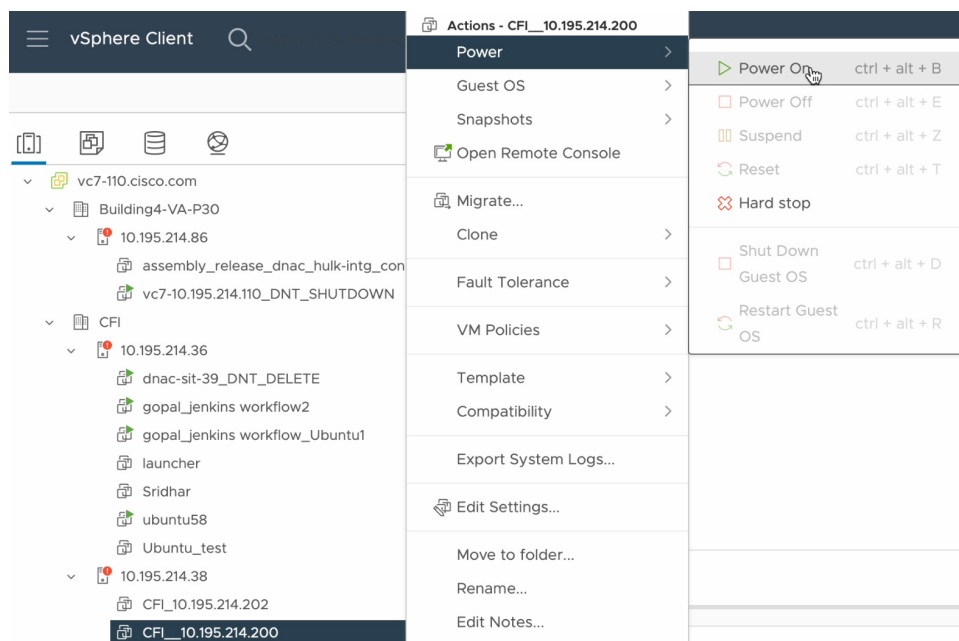 vSphere Client
vc7-110.cisco.com
Building4-VA-P30
10.195.214.86
assembly_release_dnac_hulk-intg_con
vc7-10.195.214.110_DNT_SHUTDOWN
CFI
10.195.214.36
dnac-sit-39_DNT_DELETE
gopal_jenkins workflow2
gopal_jenkins workflow_Ubuntu1
launcher
Sridhar
ubuntu58
Ubuntu_test
10.195.214.38
CFI_10.195.214.202
CFI__10.195.214.200
Actions - CFI__10.195.214.200
Power
Guest OS
Snapshots
Open Remote Console
Migrate...
Clone
Fault Tolerance
VM Policies
Template
Compatibility
Export System Logs...
Edit Settings...
Move to folder...
Rename...
Edit Notes...
Power On ctrl + alt + B
Power Off ctrl + alt + E
Suspend ctrl + alt + Z
Reset ctrl + alt + T
Hard stop
Shut Down
Guest OS ctrl + alt + D
Restart Guest
OS ctrl + alt + R